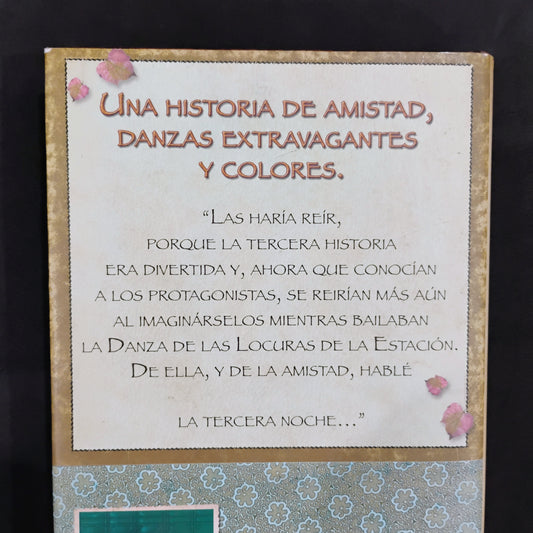 UNA HISTORIA DE AMISTAD,
DANZAS EXTRAVAGANTES
Y COLORES.
“LAS HARÍA REÍR,
PORQUE LA TERCERA HISTORIA
ERA DIVERTIDA Y, AHORA QUE CONOCÍAN
A LOS PROTAGONISTAS, SE REIRÍAN MÁS AÚN
AL IMAGINÁRSELOS MIENTRAS BAILABAN
LA DANZA DE LAS LOCURAS DE LA ESTACIÓN.
DE ELLA, Y DE LA AMISTAD, HABLÉ
LA TERCERA NOCHE...”